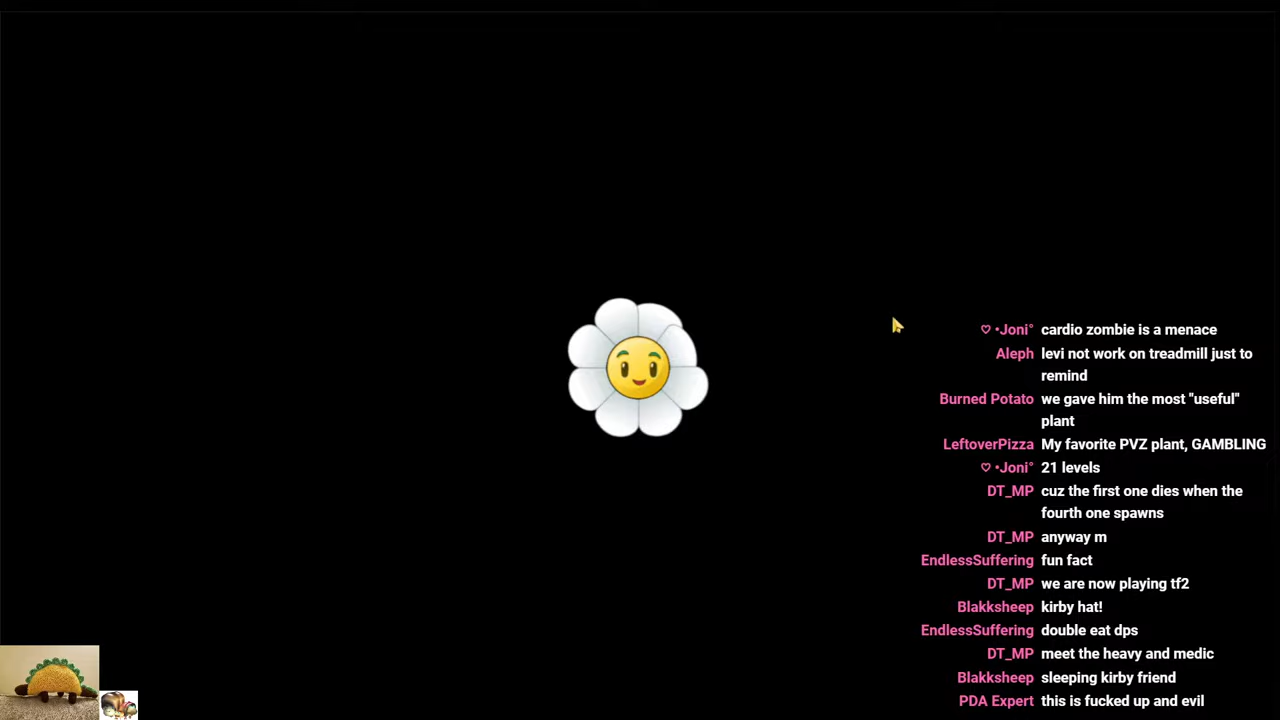 ♡ •Joni° cardio zombie is a menace
Aleph levi not work on treadmill just to
remind
Burned Potato we gave him the most "useful"
plant
LeftoverPizza My favorite PVZ plant, GAMBLING
♡ •Joni° 21 levels
DT_MP cuz the first one dies when the
fourth one spawns
DT_MP anyway m
EndlessSuffering fun fact
DT_MP we are now playing tf2
Blakksheep kirby hat!
EndlessSuffering double eat dps
DT_MP meet the heavy and medic
Blakksheep sleeping kirby friend
PDA Expert this is fucked up and evil